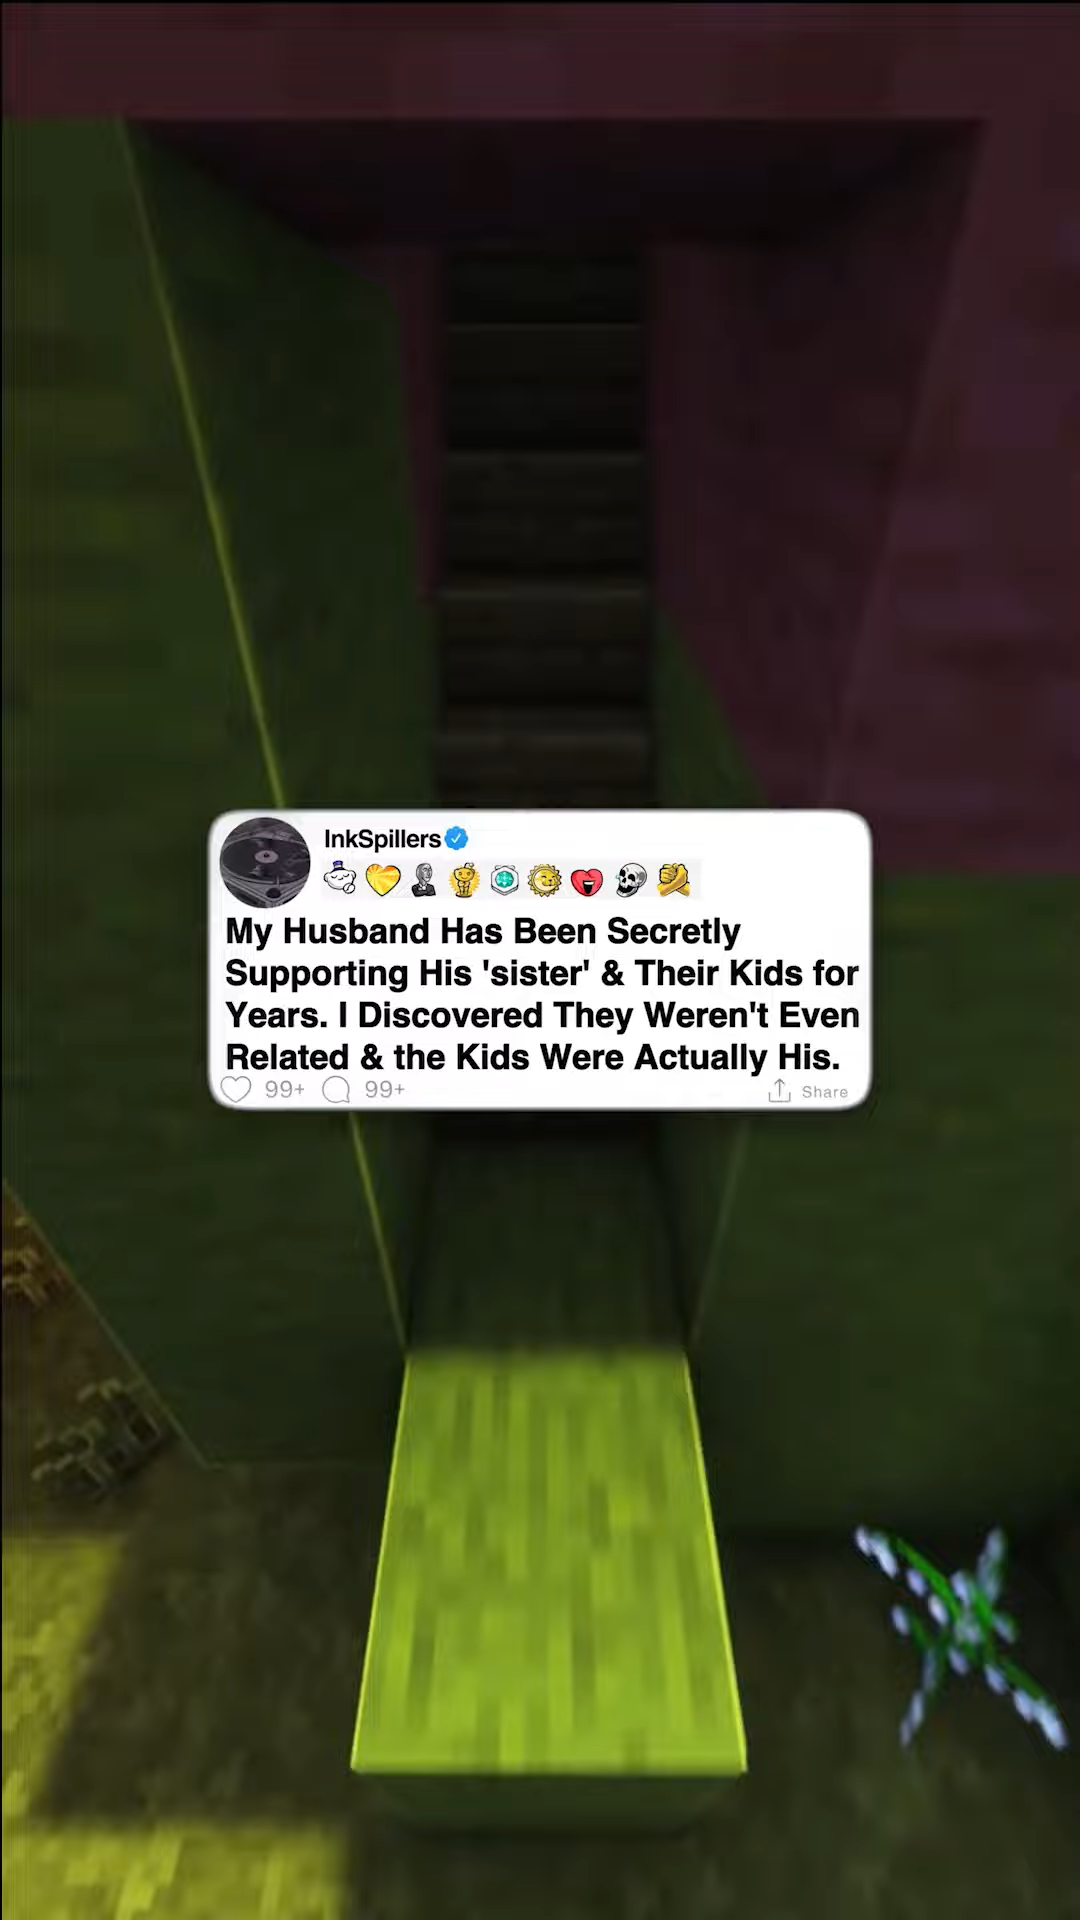 InkSpillers
My Husband Has Been Secretly
Supporting His 'sister' & Their Kids for
Years. I Discovered They Weren't Even
Related & the Kids Were Actually His.
99+ 99+ Share